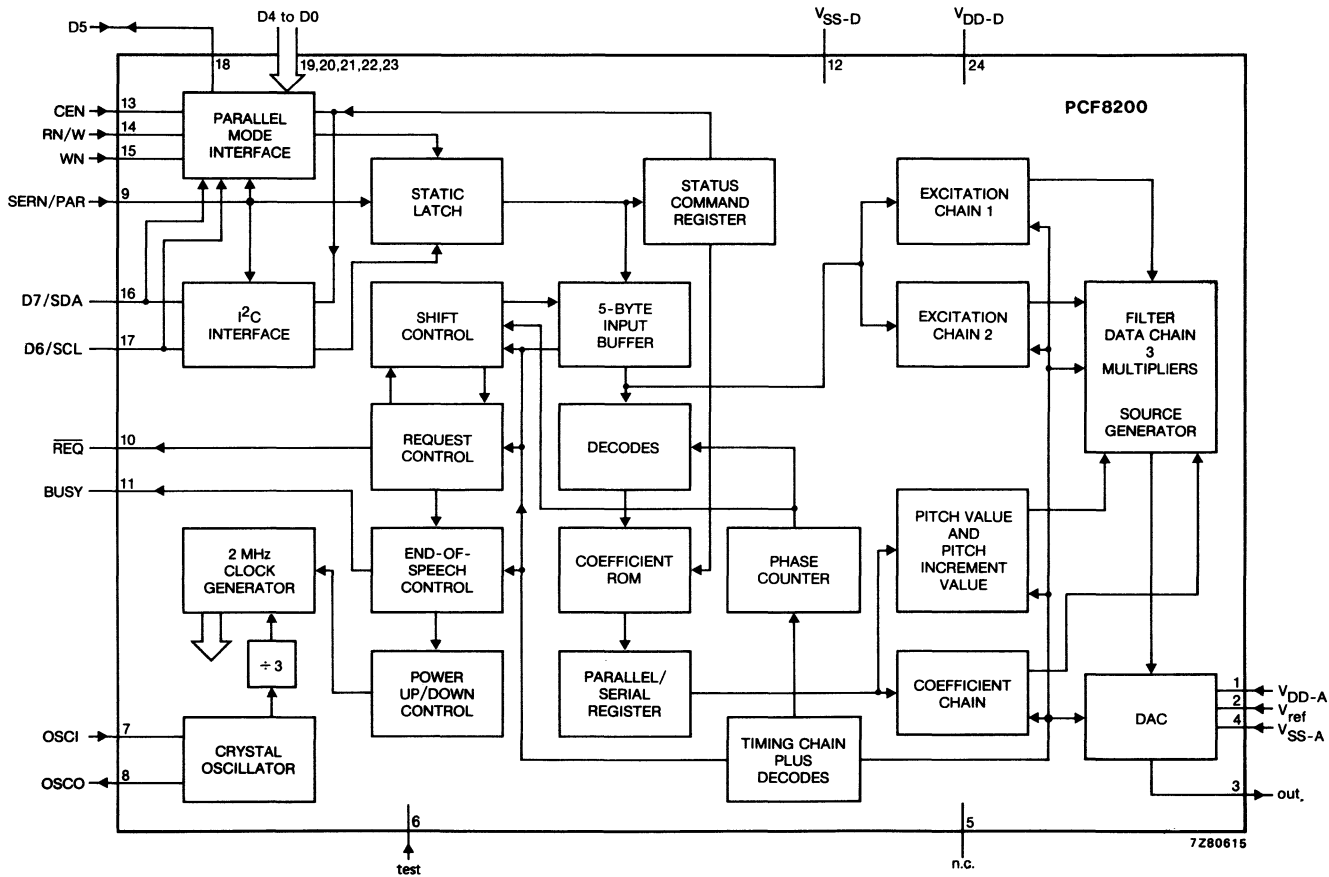 D5
D4 to D0
VSS-D
VDD-D
18
19,20,21,22,23
12
24
PCF8200
CEN
13
RN/W
14
WN
15
PARALLEL
MODE
INTERFACE
SERN/PAR
9
STATIC
LATCH
STATUS
COMMAND
REGISTER
EXCITATION
CHAIN 1
D7/SDA
16
D6/SCL
17
I2C
INTERFACE
SHIFT
CONTROL
5-BYTE
INPUT
BUFFER
EXCITATION
CHAIN 2
FILTER
DATA CHAIN
3
MULTIPLIERS
SOURCE
GENERATOR
REQ
10
BUSY
11
REQUEST
CONTROL
DECODES
2 MHz
CLOCK
GENERATOR
END-OF-
SPEECH
CONTROL
COEFFICIENT
ROM
PHASE
COUNTER
PITCH VALUE
AND
PITCH
INCREMENT
VALUE
÷ 3
POWER
UP/DOWN
CONTROL
PARALLEL/
SERIAL
REGISTER
COEFFICIENT
CHAIN
DAC
1
VDD-A
2
Vref
4
VSS-A
OSCI
7
OSCO
8
CRYSTAL
OSCILLATOR
TIMING CHAIN
PLUS
DECODES
3
out.
6
test
5
n.c.
7Z80615